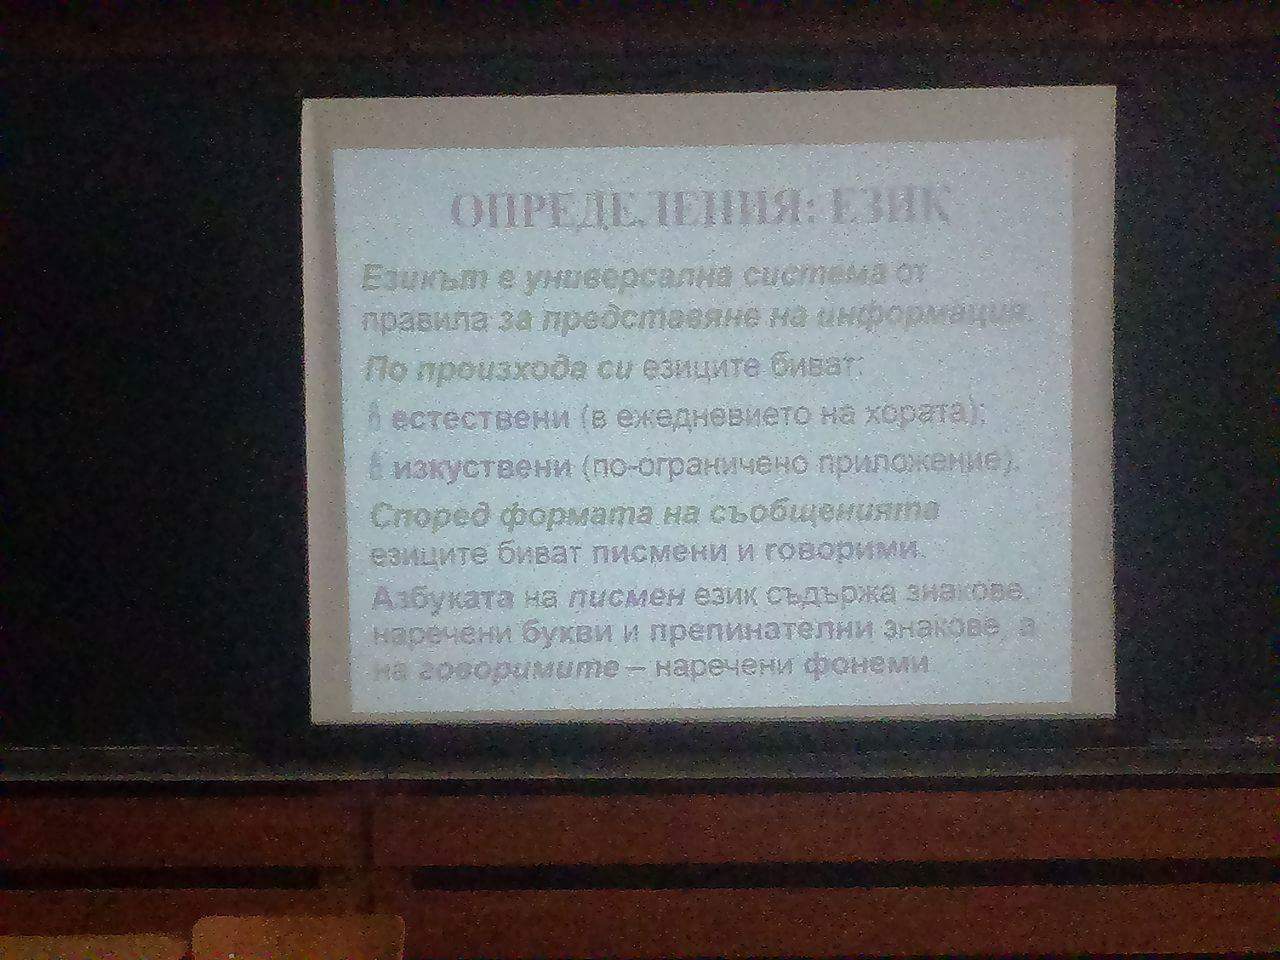 ОПРЕДЕЛЕНИЯ: ЕЗИК
Езикът е универсална система от
правила за представяне на информация.
По произхода си езиците биват:
естествени (в ежедневието на хората);
изкуствени (по-ограничено приложение).
Според формата на съобщенията
езиците биват писмени и говорими.
Азбуката на писмен език съдържа знакове,
наречени букви и препинателни знакове, а
на говоримите – наречени фонеми